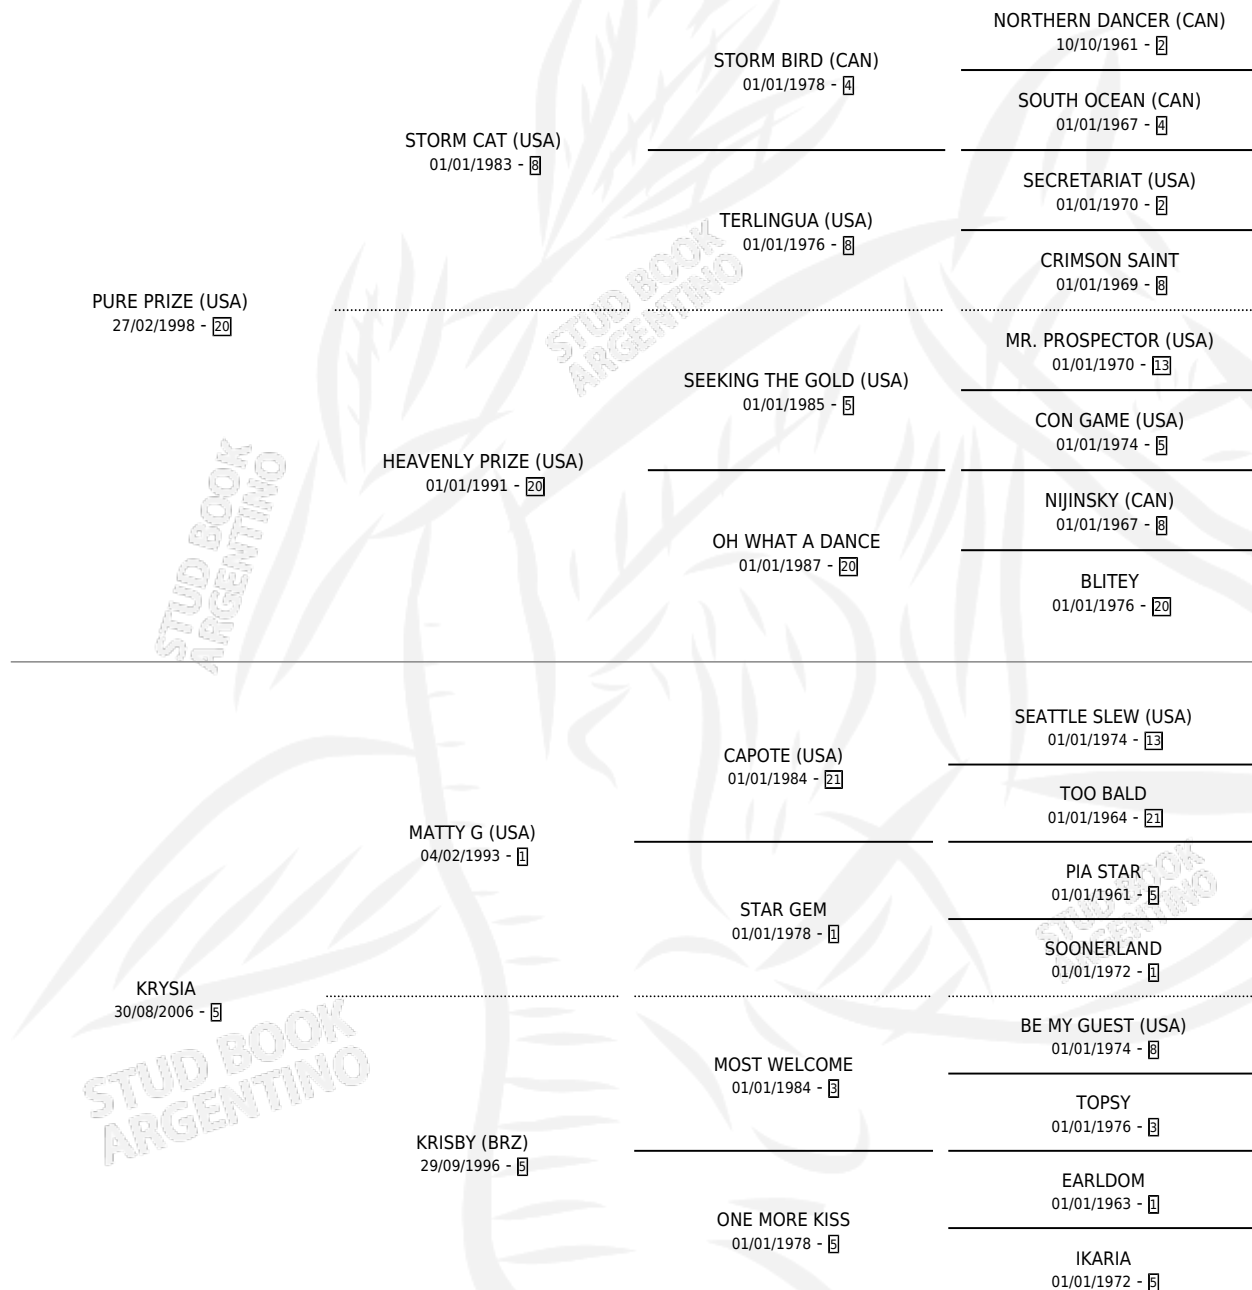 NORTHERN DANCER (CAN)
10/10/1961 - 2
STORM BIRD (CAN)
01/01/1978 - 4
SOUTH OCEAN (CAN)
01/01/1967 - 4
STORM CAT (USA)
01/01/1983 - 8
SECRETARIAT (USA)
01/01/1970 - 2
TERLINGUA (USA)
01/01/1976 - 8
CRIMSON SAINT
01/01/1969 - 8
PURE PRIZE (USA)
27/02/1998 - 20
STUD BOOK
ARGENTINO
MR. PROSPECTOR (USA)
01/01/1970 - 13
SEEKING THE GOLD (USA)
01/01/1985 - 5
CON GAME (USA)
01/01/1974 - 5
HEAVENLY PRIZE (USA)
01/01/1991 - 20
NIJINSKY (CAN)
01/01/1967 - 8
OH WHAT A DANCE
01/01/1987 - 20
BLITEY
01/01/1976 - 20
STUD BOOK
ARGENTINO
SEATTLE SLEW (USA)
01/01/1974 - 13
CAPOTE (USA)
01/01/1984 - 21
TOO BALD
01/01/1964 - 21
MATTY G (USA)
04/02/1993 - 1
PIA STAR
01/01/1961 - 5
STAR GEM
01/01/1978 - 1
SOONERLAND
01/01/1972 - 1
STUD BOOK
ARGENTINO
KRYSIA
30/08/2006 - 5
BE MY GUEST (USA)
01/01/1974 - 8
MOST WELCOME
01/01/1984 - 3
TOPSY
01/01/1976 - 3
STUD BOOK
ARGENTINO
KRISBY (BRZ)
29/09/1996 - 5
EARLDOM
01/01/1963 - 1
ONE MORE KISS
01/01/1978 - 5
IKARIA
01/01/1972 - 5